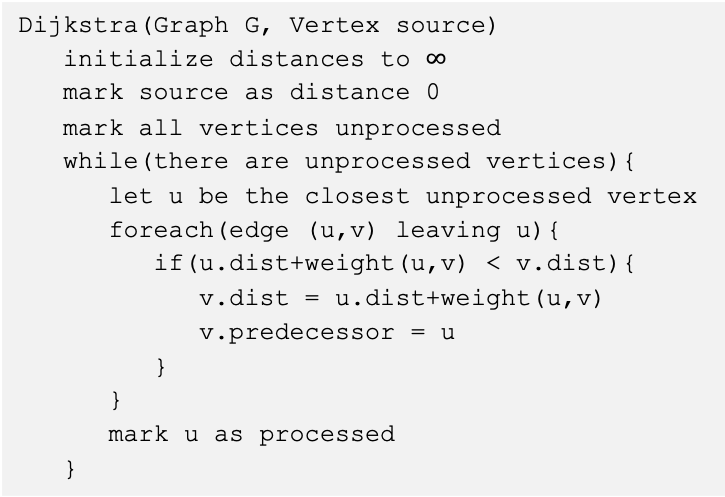 Dijkstra(Graph G, Vertex source)
initialize distances to ∞
mark source as distance 0
mark all vertices unprocessed
while(there are unprocessed vertices){
let u be the closest unprocessed vertex
foreach(edge (u,v) leaving u){
if(u.dist+weight(u,v) < v.dist){
v.dist = u.dist+weight(u,v)
v.predecessor = u
}
}
mark u as processed
}